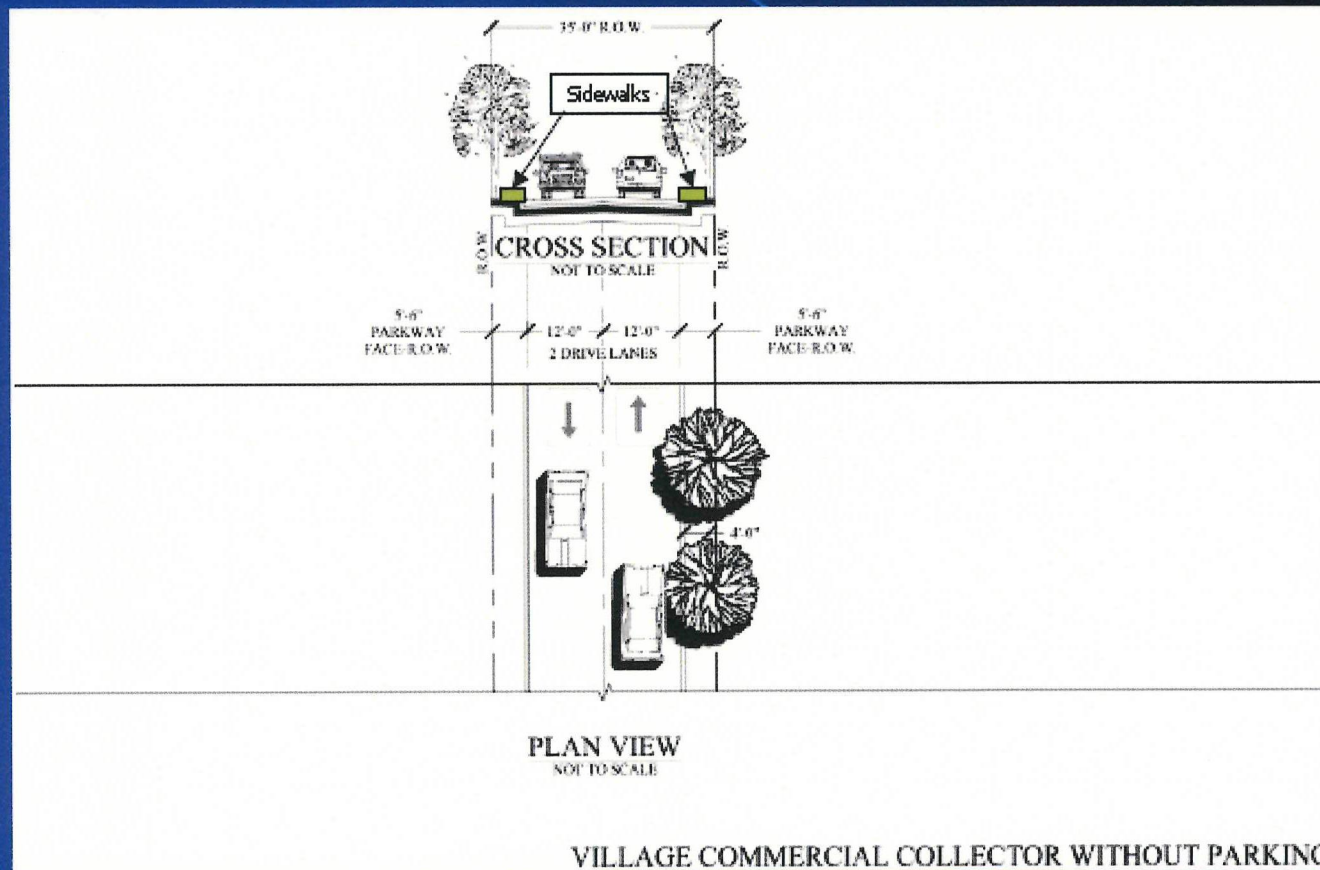 35'-0" R.O.W.
Sidewalks
R.O.W
CROSS SECTION
R.O.W
NOT TO SCALE
5'-6"
PARKWAY
FACE-R.O.W.
12'-0" 12'-0"
2 DRIVE LANES
5'-6"
PARKWAY
FACE-R.O.W.
4'-0"
PLAN VIEW
NOT TO SCALE
VILLAGE COMMERCIAL COLLECTOR WITHOUT PARKING